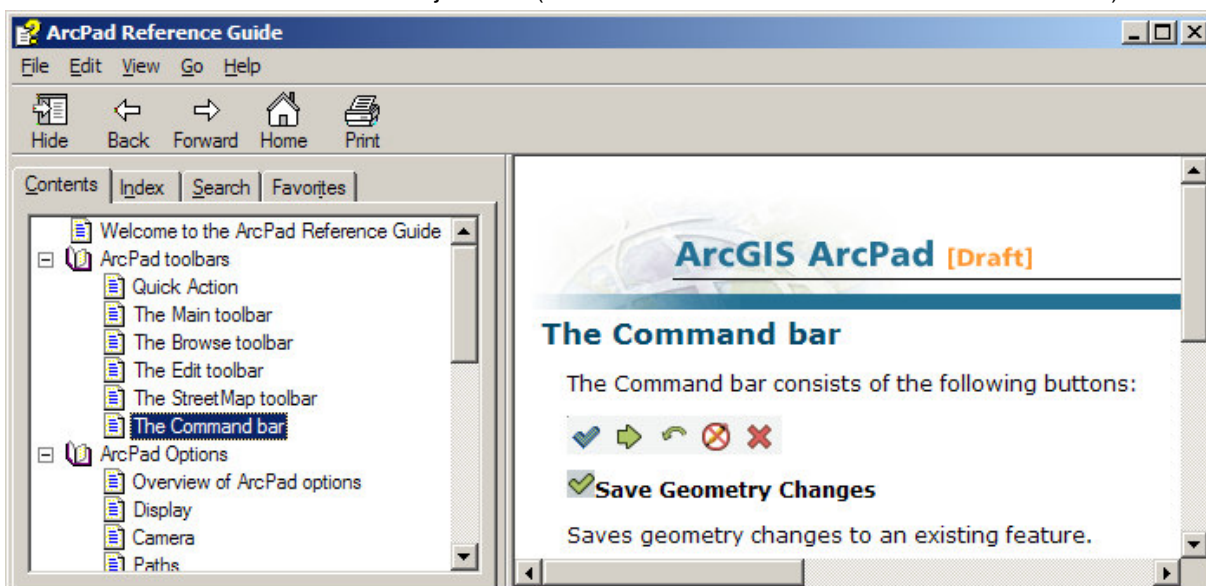 ArcPad Reference Guide
File Edit View Go Help
Hide Back Forward Home Print
Contents Index Search Favorites
Welcome to the ArcPad Reference Guide
ArcPad toolbars
Quick Action
The Main toolbar
The Browse toolbar
The Edit toolbar
The StreetMap toolbar
The Command bar
ArcPad Options
Overview of ArcPad options
Display
Camera
Paths
ArcGIS ArcPad [Draft]
The Command bar
The Command bar consists of the following buttons:
Save Geometry Changes
Saves geometry changes to an existing feature.